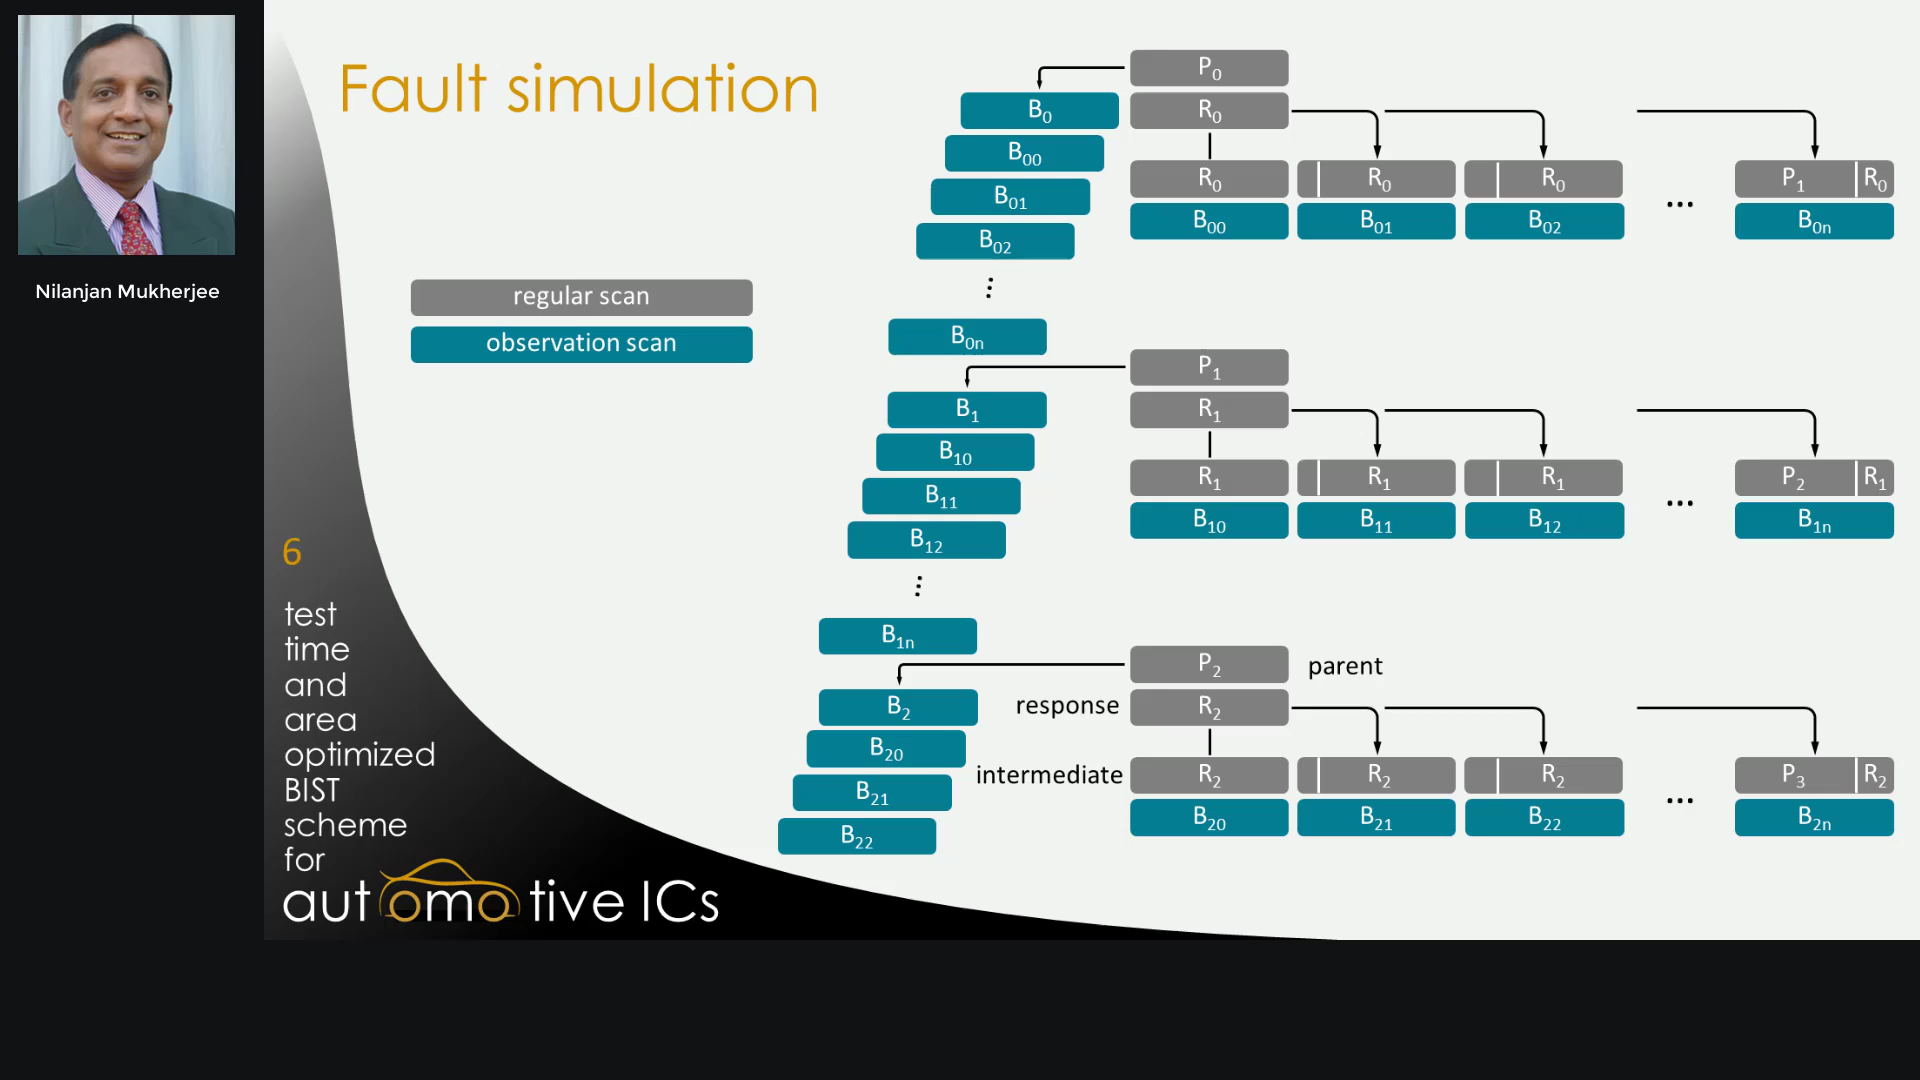 Nilanjan Mukherjee
Fault simulation
regular scan
observation scan
6
test
time
and
area
optimized
BIST
scheme
for
automotive ICs
P0
B0 R0
B00
R0 R0 R0 ... P1 R0
B01
B00 B01 B02 B0n
B02
⋮
B0n
P1
B1 R1
B10
R1 R1 R1 ... P2 R1
B11
B10 B11 B12 B1n
B12
⋮
B1n
P2 parent
B2 response R2
B20
intermediate R2 R2 R2 ... P3 R2
B21
B20 B21 B22 B2n
B22